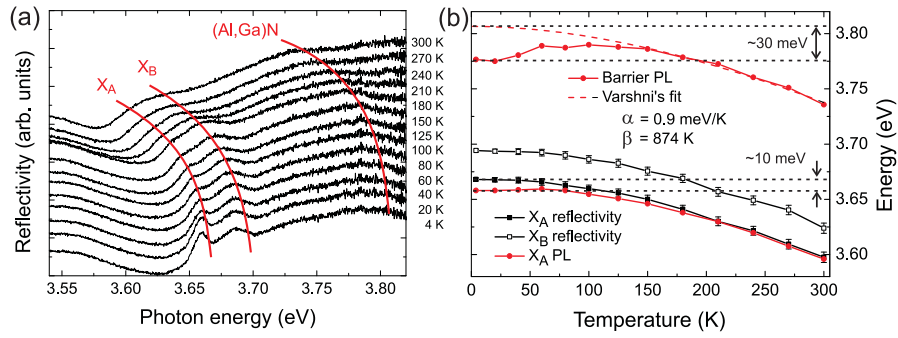 (a)
(Al,Ga)N
X_B
X_A
300 K
270 K
240 K
210 K
180 K
150 K
125 K
100 K
80 K
60 K
40 K
20 K
4 K
Reflectivity (arb. units)
3.55 3.60 3.65 3.70 3.75 3.80
Photon energy (eV)
(b)
~30 meV
Barrier PL
Varshni's fit
α = 0.9 meV/K
β = 874 K
~10 meV
X_A reflectivity
X_B reflectivity
X_A PL
3.80
3.75
3.70
3.65
3.60
Energy (eV)
0 50 100 150 200 250 300
Temperature (K)